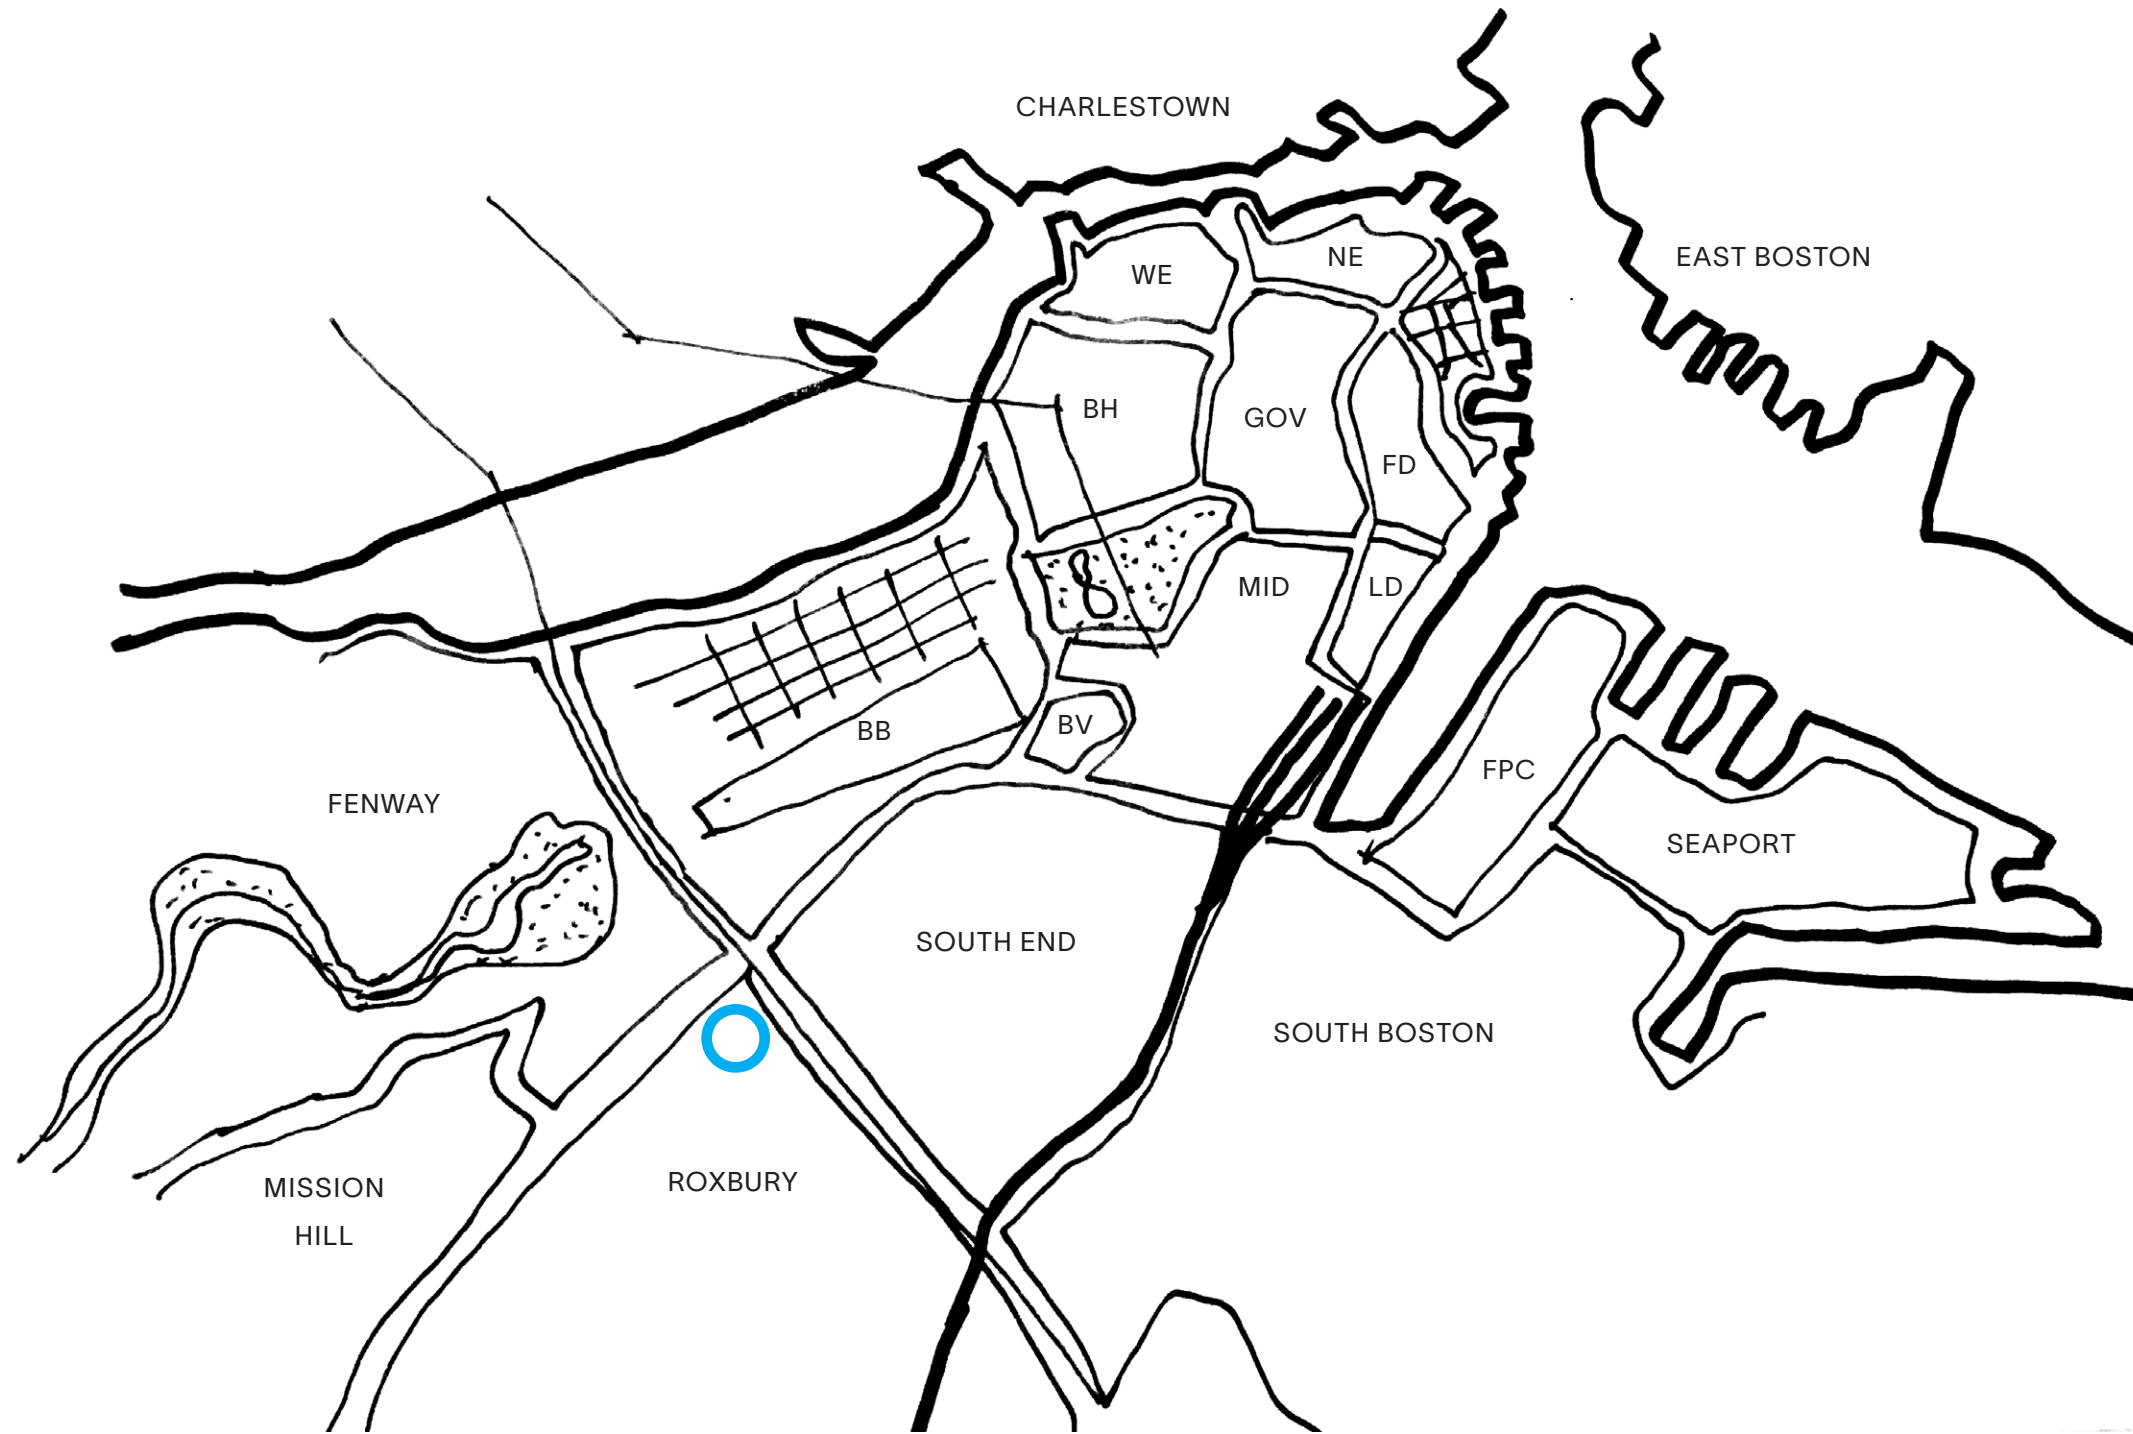 CHARLESTOWN
EAST BOSTON
NE
WE
BH
GOV
FD
MID
LD
BV
BB
FPC
FENWAY
SEAPORT
SOUTH END
SOUTH BOSTON
ROXBURY
MISSION
HILL